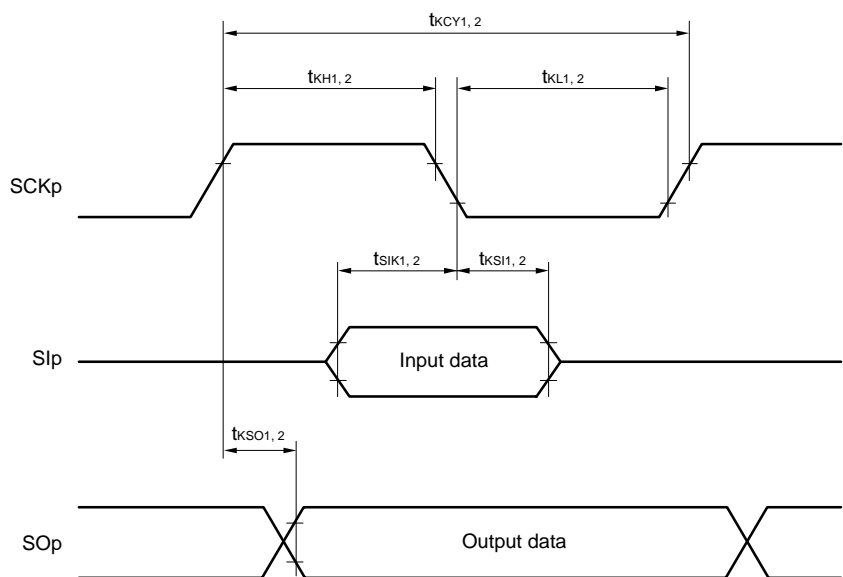 tKCY1, 2
tKH1, 2 tKL1, 2
SCKp
tSIK1, 2 tKSI1, 2
SIp Input data
tKSO1, 2
SOp Output data